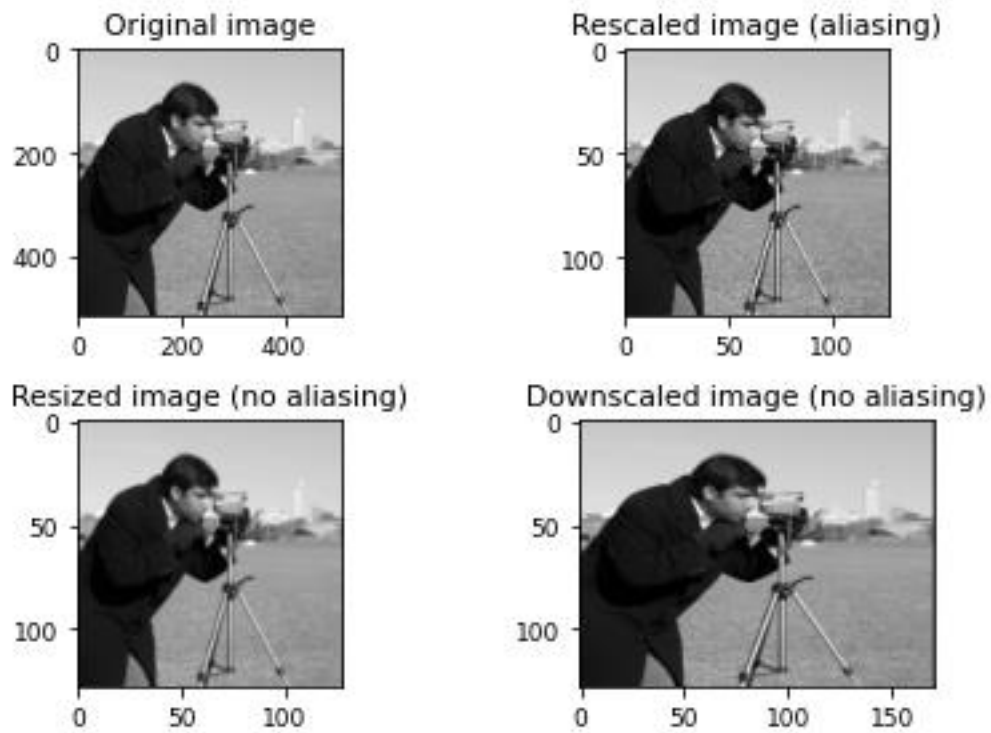 Original image
0
200
400
0 200 400
Rescaled image (aliasing)
0
50
100
0 50 100
Resized image (no aliasing)
0
50
100
0 50 100
Downscaled image (no aliasing)
0
50
100
0 50 100 150